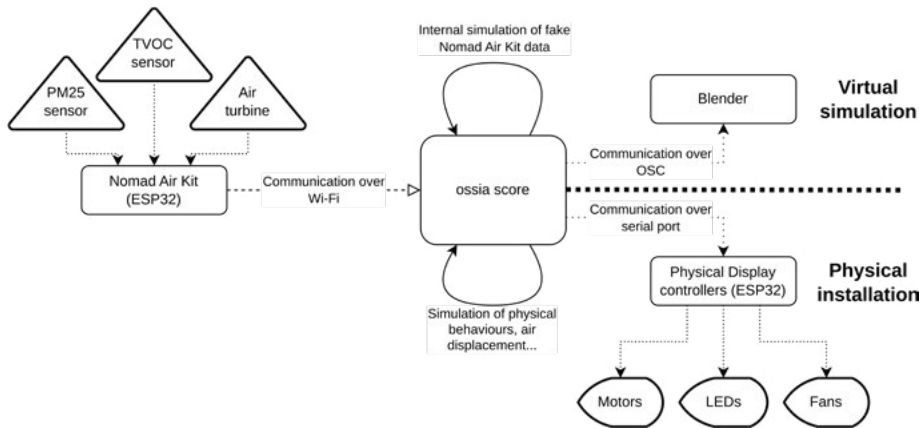 TVOC
sensor
PM25
sensor
Air
turbine
Nomad Air Kit
(ESP32)
Communication over
Wi-Fi
Internal simulation of fake
Nomad Air Kit data
ossia score
Simulation of physical
behaviours, air
displacement...
Communication over
OSC
Blender
Virtual
simulation
Communication over
serial port
Physical Display
controllers (ESP32)
Physical
installation
Motors
LEDs
Fans